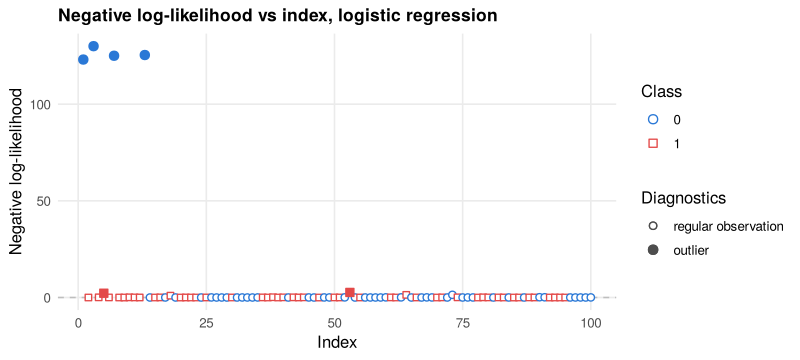 Negative log-likelihood vs index, logistic regression
Negative log-likelihood
100
50
0
0
25
50
75
100
Index
Class
0
1
Diagnostics
regular observation
outlier